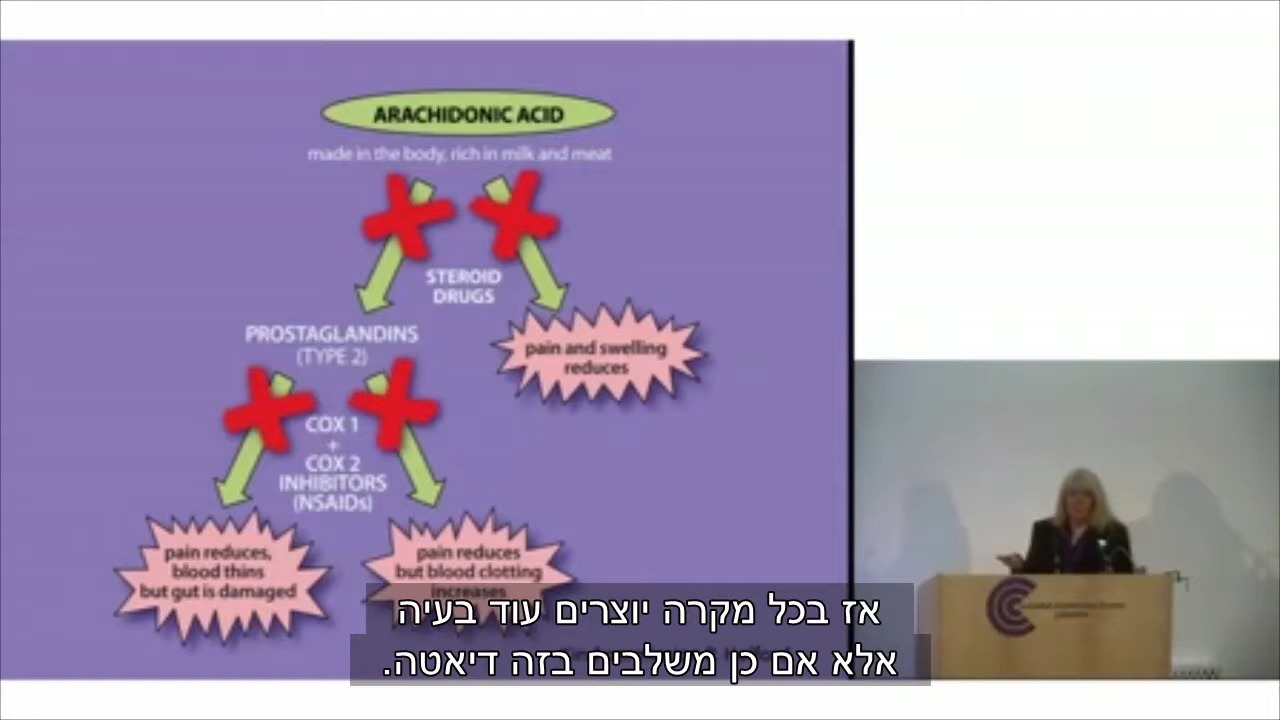 ARACHIDONIC ACID
made in the body, rich in milk and meat
STEROID
DRUGS
PROSTAGLANDINS
(TYPE 2)
pain and swelling
reduces
COX 1
+
COX 2
INHIBITORS
(NSAIDs)
pain reduces,
blood thins
but gut is damaged
pain reduces
but blood clotting
increases
אז בכל מקרה יוצרים עוד בעיה
אלא אם כן משלבים בזה דיאטה.